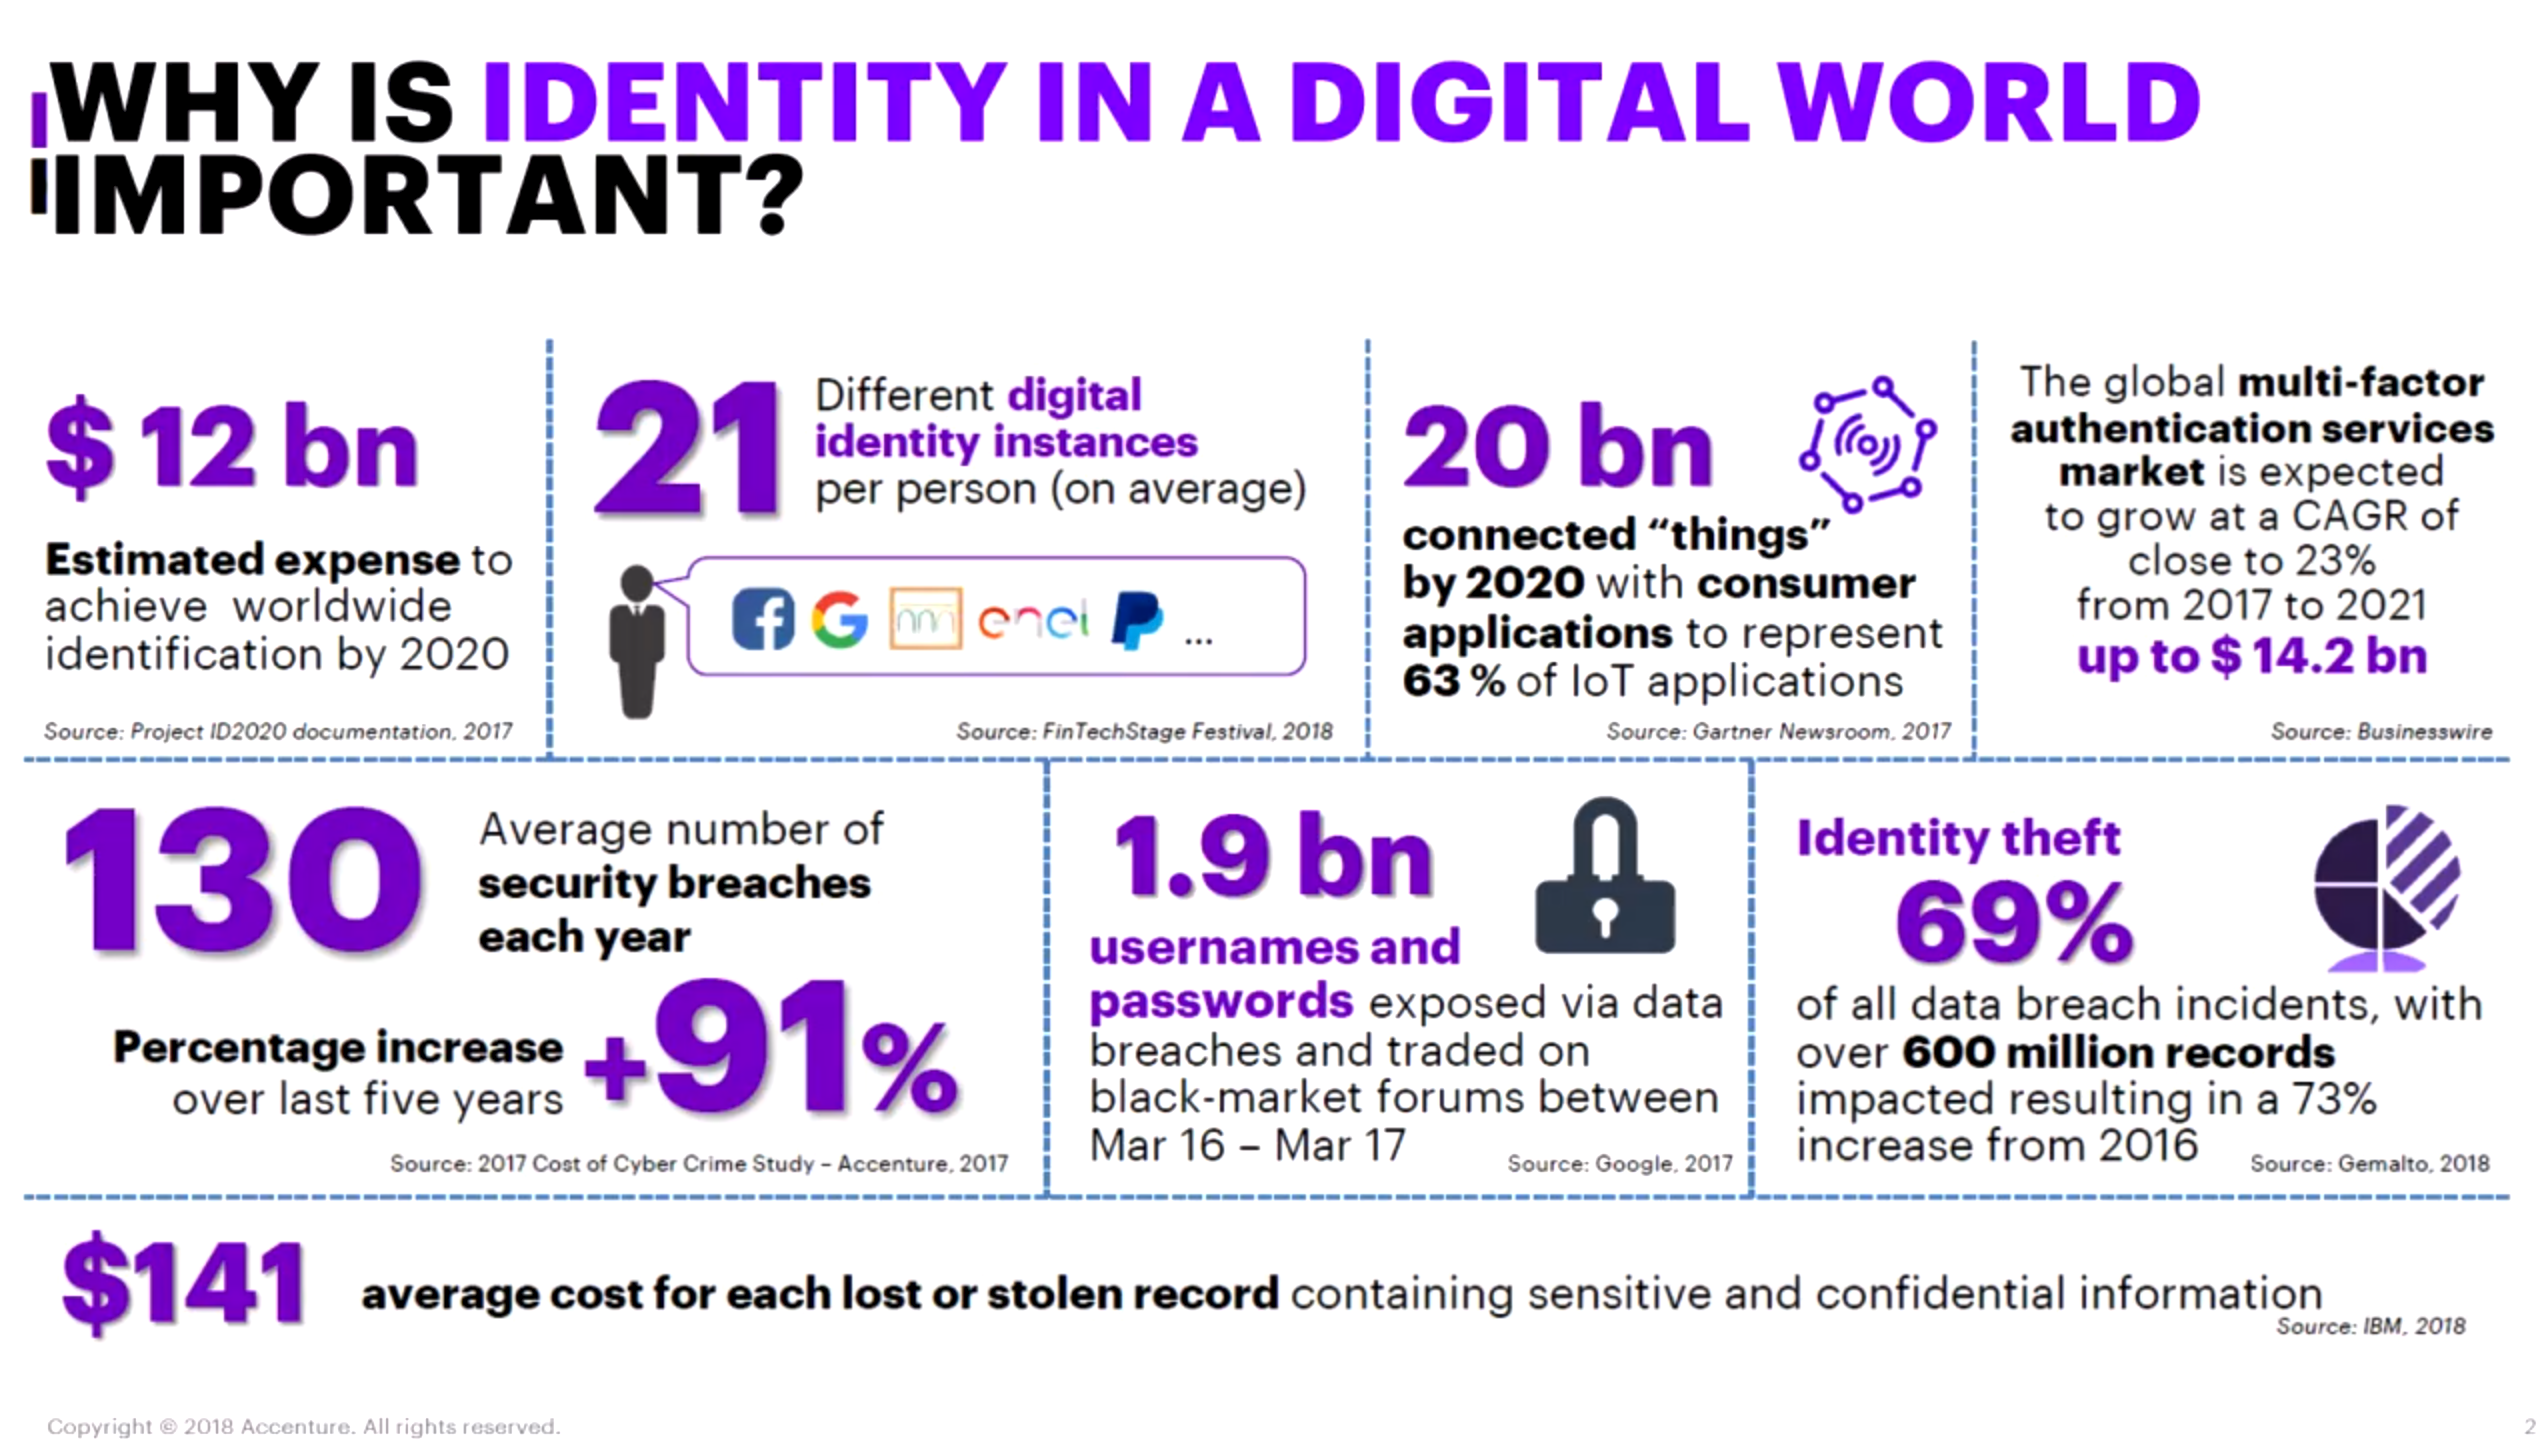 WHY IS IDENTITY IN A DIGITAL WORLD
IMPORTANT?
$ 12 bn
Estimated expense to
achieve worldwide
identification by 2020
Source: Project ID2020 documentation, 2017
21
Different digital
identity instances
per person (on average)
enel
...
Source: FinTechStage Festival, 2018
20 bn
connected “things”
by 2020 with consumer
applications to represent
63 % of IoT applications
Source: Gartner Newsroom, 2017
The global multi-factor
authentication services
market is expected
to grow at a CAGR of
close to 23%
from 2017 to 2021
up to $ 14.2 bn
Source: Businesswire
130
Average number of
security breaches
each year
Percentage increase
over last five years
+91%
Source: 2017 Cost of Cyber Crime Study – Accenture, 2017
1.9 bn
usernames and
passwords exposed via data
breaches and traded on
black-market forums between
Mar 16 – Mar 17
Source: Google, 2017
Identity theft
69%
of all data breach incidents, with
over 600 million records
impacted resulting in a 73%
increase from 2016
Source: Gemalto, 2018
$141
average cost for each lost or stolen record containing sensitive and confidential information
Source: IBM, 2018
Copyright © 2018 Accenture. All rights reserved.
2